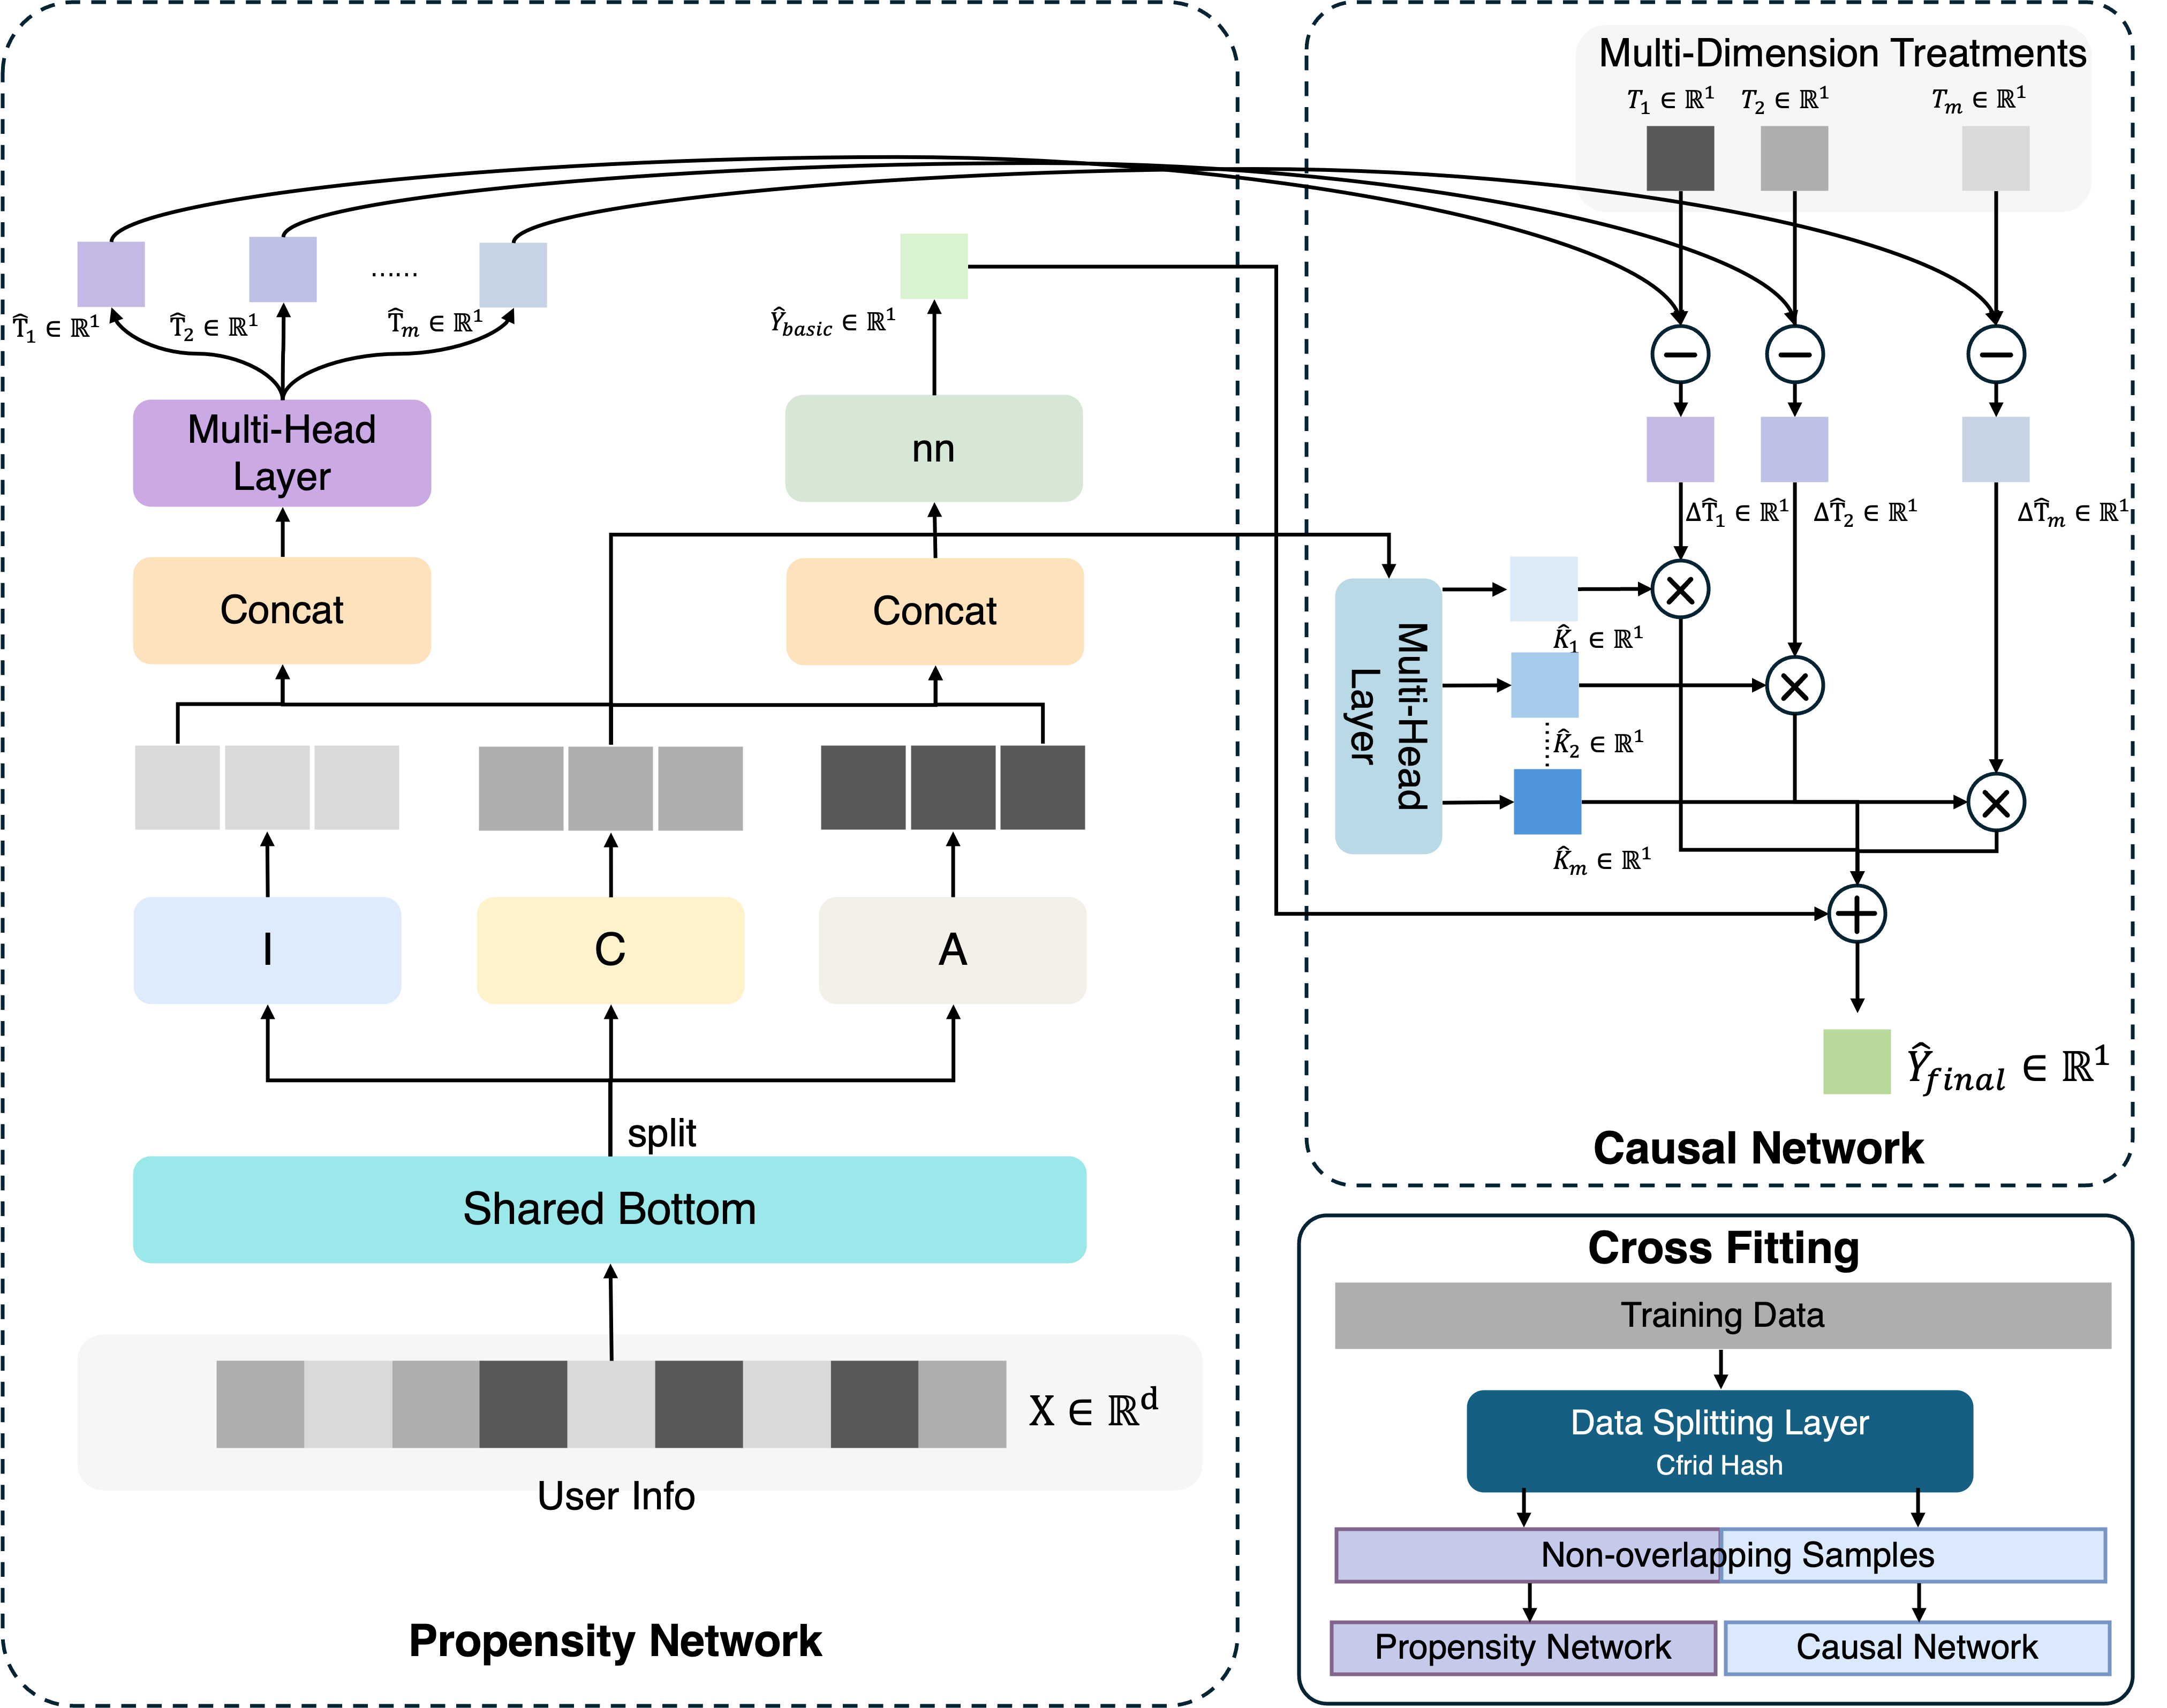 Multi-Dimension Treatments
T₁ ∈ ℝ¹
T₂ ∈ ℝ¹
Tₘ ∈ ℝ¹
......
T̂₁ ∈ ℝ¹
T̂₂ ∈ ℝ¹
T̂ₘ ∈ ℝ¹
Ŷ_basic ∈ ℝ¹
Multi-Head
Layer
nn
Concat
Concat
I
C
A
split
Shared Bottom
X ∈ ℝᵈ
User Info
Propensity Network
ΔT̂₁ ∈ ℝ¹
ΔT̂₂ ∈ ℝ¹
ΔT̂ₘ ∈ ℝ¹
Multi-Head
Layer
K̂₁ ∈ ℝ¹
K̂₂ ∈ ℝ¹
K̂ₘ ∈ ℝ¹
Ŷ_final ∈ ℝ¹
Causal Network
Cross Fitting
Training Data
Data Splitting Layer
Cfrid Hash
Non-overlapping Samples
Propensity Network
Causal Network